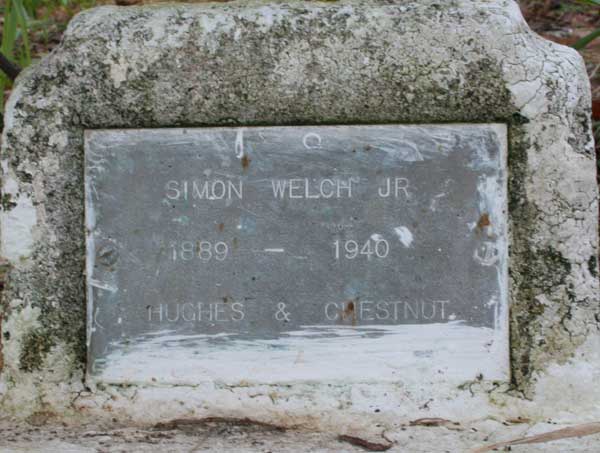 SIMON WELCH JR
1889 — 1940
HUGHES & CHESTNUT